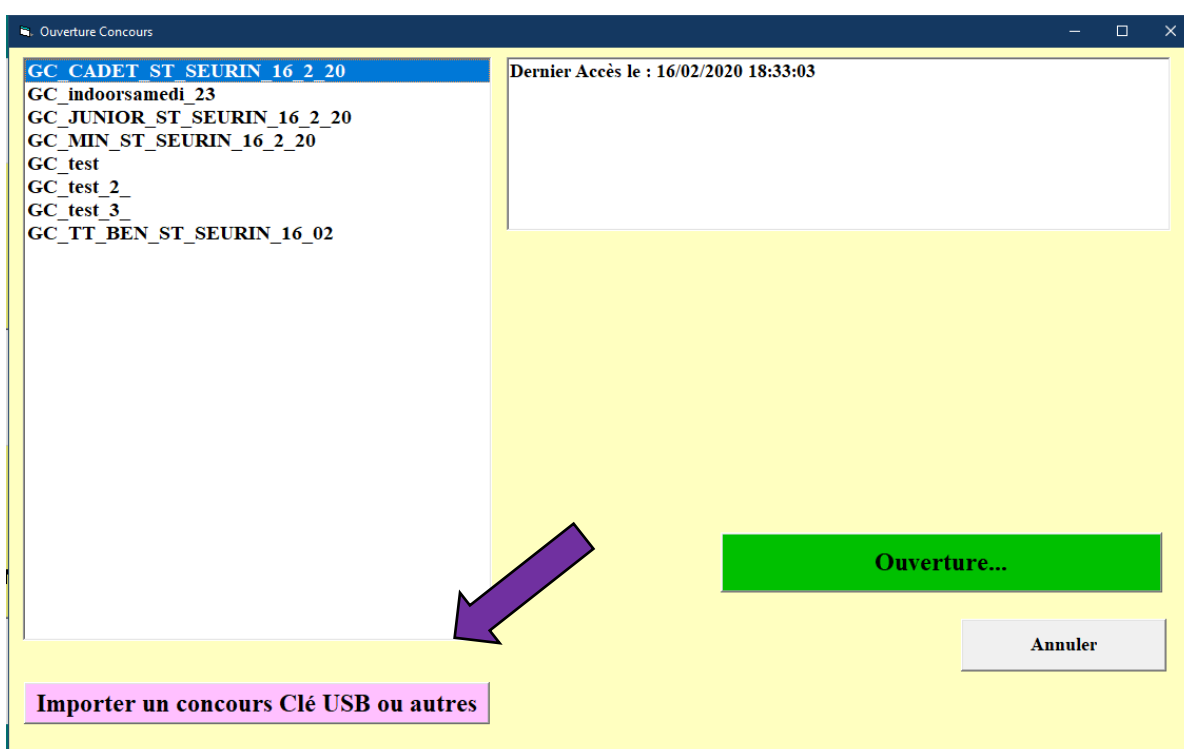 Ouverture Concours
GC_CADET_ST_SEURIN_16_2_20
GC_indoorsamedi_23
GC_JUNIOR_ST_SEURIN_16_2_20
GC_MIN_ST_SEURIN_16_2_20
GC_test
GC_test_2_
GC_test_3_
GC_TT_BEN_ST_SEURIN_16_02
Dernier Accès le : 16/02/2020 18:33:03
Ouverture...
Annuler
Importer un concours Clé USB ou autres